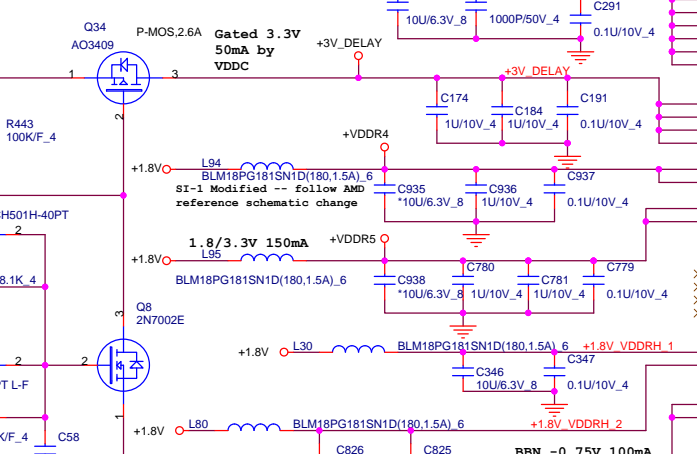 C291
10U/6.3V_8
1000P/50V_4
0.1U/10V_4
Q34
AO3409
P-MOS,2.6A
Gated 3.3V
50mA by
VDDC
+3V_DELAY
1
3
2
+3V_DELAY
C174
1U/10V_4
C184
1U/10V_4
C191
0.1U/10V_4
R443
100K/F_4
+VDDR4
+1.8V
L94
BLM18PG181SN1D(180,1.5A)_6
SI-1 Modified -- follow AMD
reference schematic change
C935
*10U/6.3V_8
C936
1U/10V_4
C937
0.1U/10V_4
CH501H-40PT
2
1.8/3.3V 150mA
+VDDR5
+1.8V
L95
BLM18PG181SN1D(180,1.5A)_6
C938
*10U/6.3V_8
C780
1U/10V_4
C781
1U/10V_4
C779
0.1U/10V_4
8.1K_4
3
Q8
2N7002E
2
2
1
+1.8V
L30
BLM18PG181SN1D(180,1.5A)_6
+1.8V_VDDRH_1
C346
10U/6.3V_8
C347
0.1U/10V_4
PT L-F
+1.8V
L80
BLM18PG181SN1D(180,1.5A)_6
+1.8V_VDDRH_2
K/F_4
C58
C826
C825
BBN -0.75V 100mA